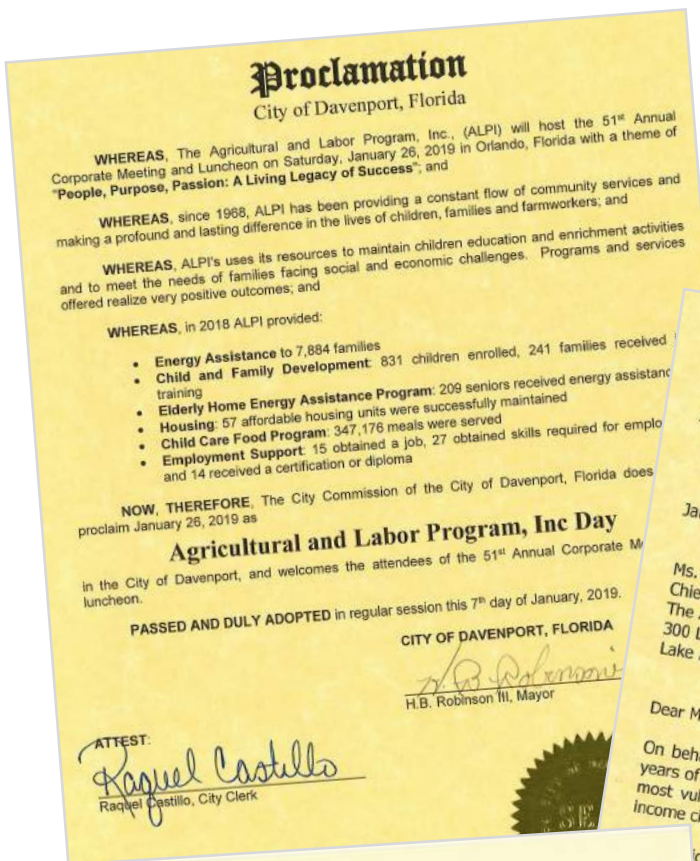 Proclamation
City of Davenport, Florida
WHEREAS, The Agricultural and Labor Program, Inc., (ALPI) will host the 51st Annual
Corporate Meeting and Luncheon on Saturday, January 26, 2019 in Orlando, Florida with a theme of
"People, Purpose, Passion: A Living Legacy of Success"; and
WHEREAS, since 1968, ALPI has been providing a constant flow of community services and
making a profound and lasting difference in the lives of children, families and farmworkers; and
WHEREAS, ALPI's uses its resources to maintain children education and enrichment activities
and to meet the needs of families facing social and economic challenges. Programs and services
offered realize very positive outcomes; and
WHEREAS, in 2018 ALPI provided:
• Energy Assistance to 7,884 families
• Child and Family Development: 831 children enrolled, 241 families received
training
• Elderly Home Energy Assistance Program: 209 seniors received energy assistanc
• Housing: 57 affordable housing units were successfully maintained
• Child Care Food Program: 347,176 meals were served
• Employment Support: 15 obtained a job, 27 obtained skills required for emplo
and 14 received a certification or diploma
NOW, THEREFORE, The City Commission of the City of Davenport, Florida does
proclaim January 26, 2019 as
Agricultural and Labor Program, Inc Day
in the City of Davenport, and welcomes the attendees of the 51st Annual Corporate M
luncheon.
PASSED AND DULY ADOPTED in regular session this 7th day of January, 2019.
CITY OF DAVENPORT, FLORIDA
H.B. Robinson
H.B. Robinson III, Mayor
ATTEST:
Raquel Castillo
Raquel Castillo, City Clerk
Ja
Ms.
Chie
The
300
Lake
Dear M
On beh
years of
most vul
income c